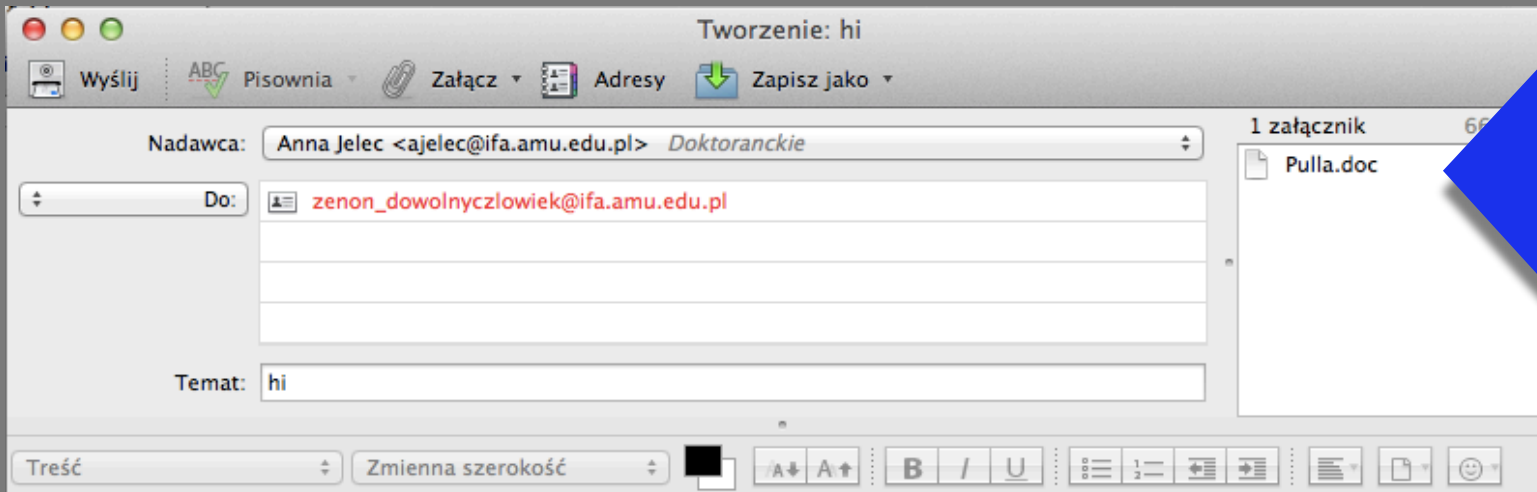 Tworzenie: hi
Wyślij Pisownia Załącz Adresy Zapisz jako
Nadawca: Anna Jelec <ajelec@ifa.amu.edu.pl> Doktoranckie
1 załącznik
Pulla.doc
Do: zenon_dowolnyczlowiek@ifa.amu.edu.pl
Temat: hi
Treść Zmienna szerokość A A B I U